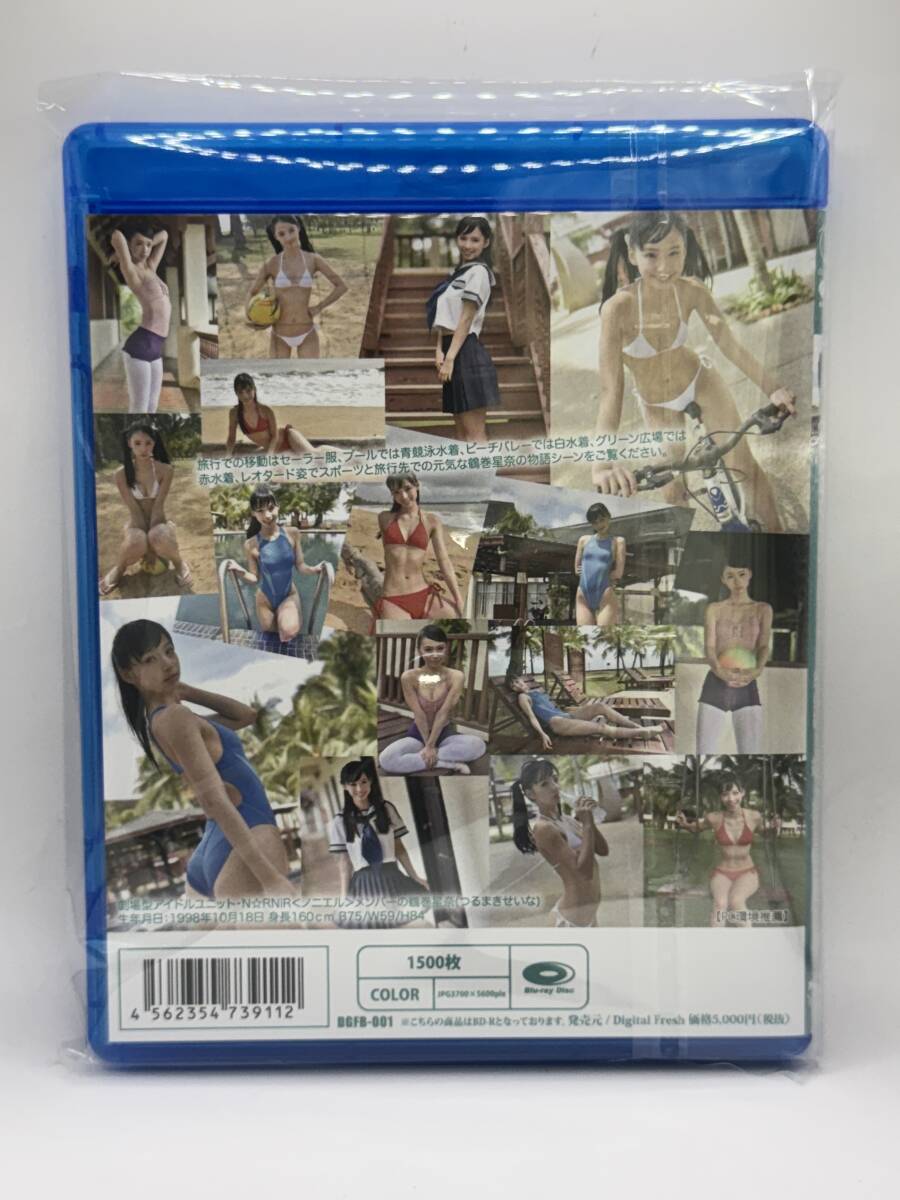 旅行での移動はセーラー服、プールでは青競泳水着、ビーチバレーでは白水着、グリーン広場では
赤水着、レオタード姿でスポーツと旅行先での元気な鶴巻星奈の物語シーンをご覧ください。
劇場型アイドルユニット・N☆RNiR<ノニエル>メンバーの鶴巻星奈(つるまきせいな)
生年月日:1998年10月18日 身長160cm B75/W59/H84
【PC環境推薦】
4 562354 739112
1500枚
COLOR
JPG3700×5600pix
Blu-ray Disc
DGFB-001 ※こちらの商品はBD-Rとなっております。発売元/Digital Fresh 価格5,000円(税抜)